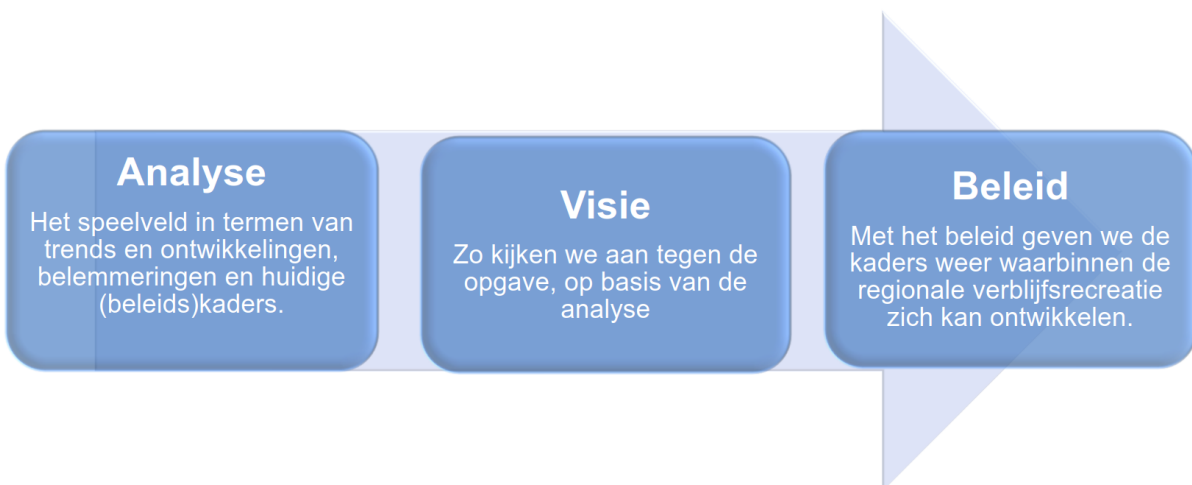 Analyse
Het speelveld in termen van
trends en ontwikkelingen,
belemmeringen en huidige
(beleids)kaders.
Visie
Zo kijken we aan tegen de
opgave, op basis van de
analyse
Beleid
Met het beleid geven we de
kaders weer waarbinnen de
regionale verblijfsrecreatie
zich kan ontwikkelen.